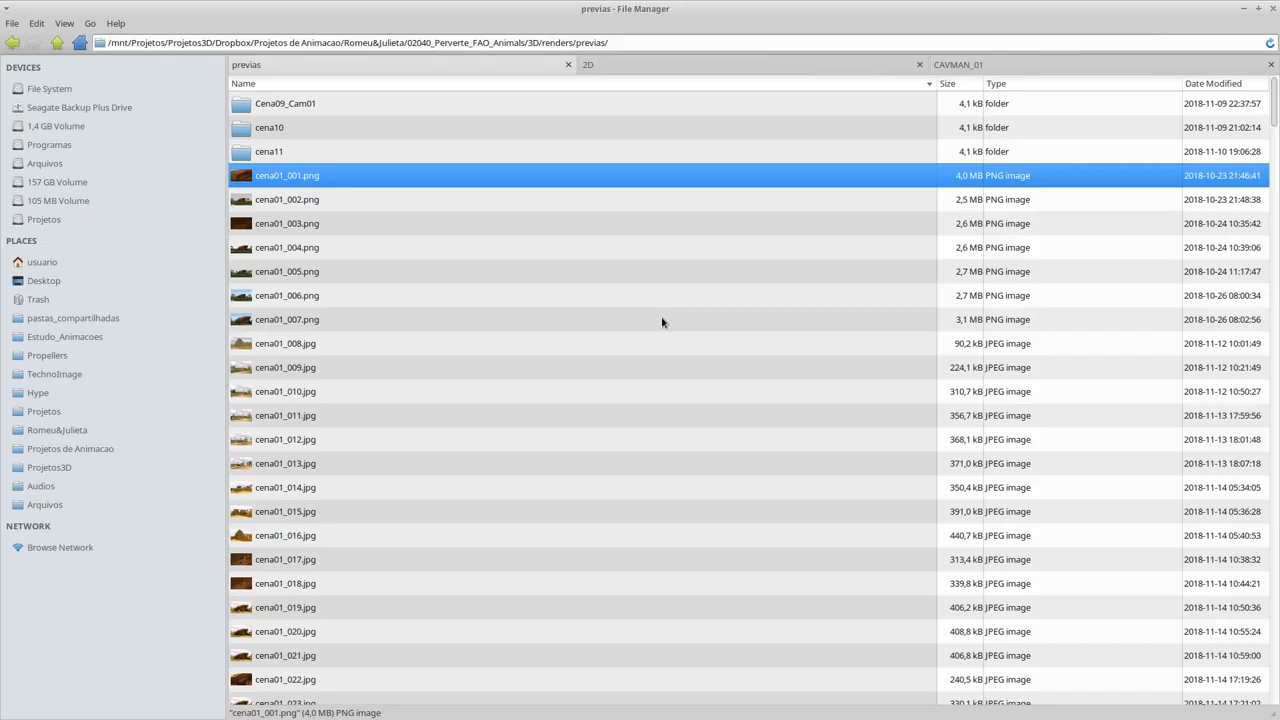 previas - File Manager
File Edit View Go Help
/mnt/Projetos/Projetos3D/Dropbox/Projetos de Animacao/Romeu&Julieta/02040_Perverte_FAO_Animals/3D/renders/previas/
DEVICES
File System
Seagate Backup Plus Drive
1,4 GB Volume
Programas
Arquivos
157 GB Volume
105 MB Volume
Projetos
PLACES
usuario
Desktop
Trash
pastas_compartilhadas
Estudo_Animacoes
Propellers
TechnoImage
Hype
Projetos
Romeu&Julieta
Projetos de Animacao
Projetos3D
Audios
Arquivos
NETWORK
Browse Network
previas 2D CAVMAN_01
Name Size Type Date Modified
Cena09_Cam01 4,1 kB folder 2018-11-09 22:37:57
cena10 4,1 kB folder 2018-11-09 21:02:14
cena11 4,1 kB folder 2018-11-10 19:06:28
cena01_001.png 4,0 MB PNG image 2018-10-23 21:46:41
cena01_002.png 2,5 MB PNG image 2018-10-23 21:48:38
cena01_003.png 2,6 MB PNG image 2018-10-24 10:35:42
cena01_004.png 2,6 MB PNG image 2018-10-24 10:39:06
cena01_005.png 2,7 MB PNG image 2018-10-24 11:17:47
cena01_006.png 2,7 MB PNG image 2018-10-26 08:00:34
cena01_007.png 3,1 MB PNG image 2018-10-26 08:02:56
cena01_008.jpg 90,2 kB JPEG image 2018-11-12 10:01:49
cena01_009.jpg 224,1 kB JPEG image 2018-11-12 10:21:49
cena01_010.jpg 310,7 kB JPEG image 2018-11-12 10:50:27
cena01_011.jpg 356,7 kB JPEG image 2018-11-13 17:59:56
cena01_012.jpg 368,1 kB JPEG image 2018-11-13 18:01:48
cena01_013.jpg 371,0 kB JPEG image 2018-11-13 18:07:18
cena01_014.jpg 350,4 kB JPEG image 2018-11-14 05:34:05
cena01_015.jpg 391,0 kB JPEG image 2018-11-14 05:36:28
cena01_016.jpg 440,7 kB JPEG image 2018-11-14 05:40:53
cena01_017.jpg 313,4 kB JPEG image 2018-11-14 10:38:32
cena01_018.jpg 339,8 kB JPEG image 2018-11-14 10:44:21
cena01_019.jpg 406,2 kB JPEG image 2018-11-14 10:50:36
cena01_020.jpg 408,8 kB JPEG image 2018-11-14 10:55:24
cena01_021.jpg 406,8 kB JPEG image 2018-11-14 10:59:00
cena01_022.jpg 240,5 kB JPEG image 2018-11-14 17:19:26
cena01_023.jpg 330,1 kB JPEG image 2018-11-14 17:21:02
"cena01_001.png" (4,0 MB) PNG image